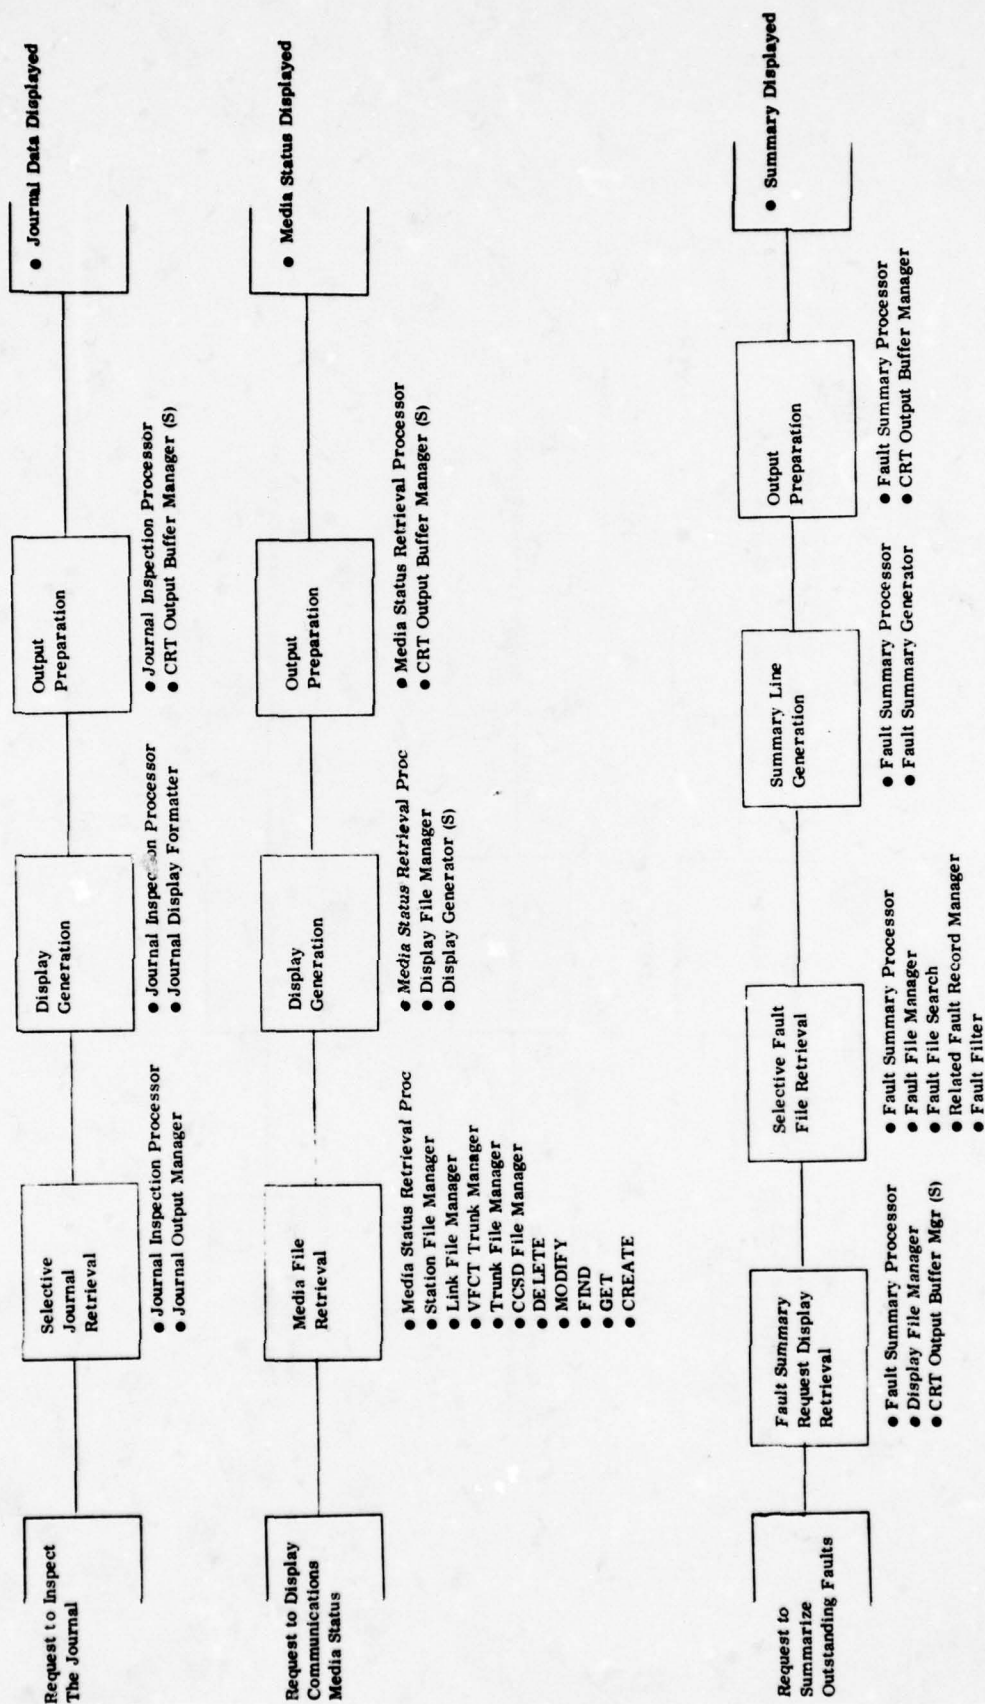 Request to Inspect
The Journal
Selective
Journal
Retrieval
● Journal Inspection Processor
● Journal Output Manager
Display
Generation
● Journal Inspection Processor
● Journal Display Formatter
Output
Preparation
● Journal Inspection Processor
● CRT Output Buffer Manager (S)
● Journal Data Displayed
Request to Display
Communications
Media Status
Media File
Retrieval
● Media Status Retrieval Proc
● Station File Manager
● Link File Manager
● VFCT Trunk Manager
● Trunk File Manager
● CCSD File Manager
● DELETE
● MODIFY
● FIND
● GET
● CREATE
Display
Generation
● Media Status Retrieval Proc
● Display File Manager
● Display Generator (S)
Output
Preparation
● Media Status Retrieval Processor
● CRT Output Buffer Manager (S)
● Media Status Displayed
Request to
Summarize
Outstanding Faults
Fault Summary
Request Display
Retrieval
● Fault Summary Processor
● Display File Manager
● CRT Output Buffer Mgr (S)
Selective Fault
File Retrieval
● Fault Summary Processor
● Fault File Manager
● Fault File Search
● Related Fault Record Manager
● Fault Filter
Summary Line
Generation
● Fault Summary Processor
● Fault Summary Generator
Output
Preparation
● Fault Summary Processor
● CRT Output Buffer Manager
● Summary Displayed